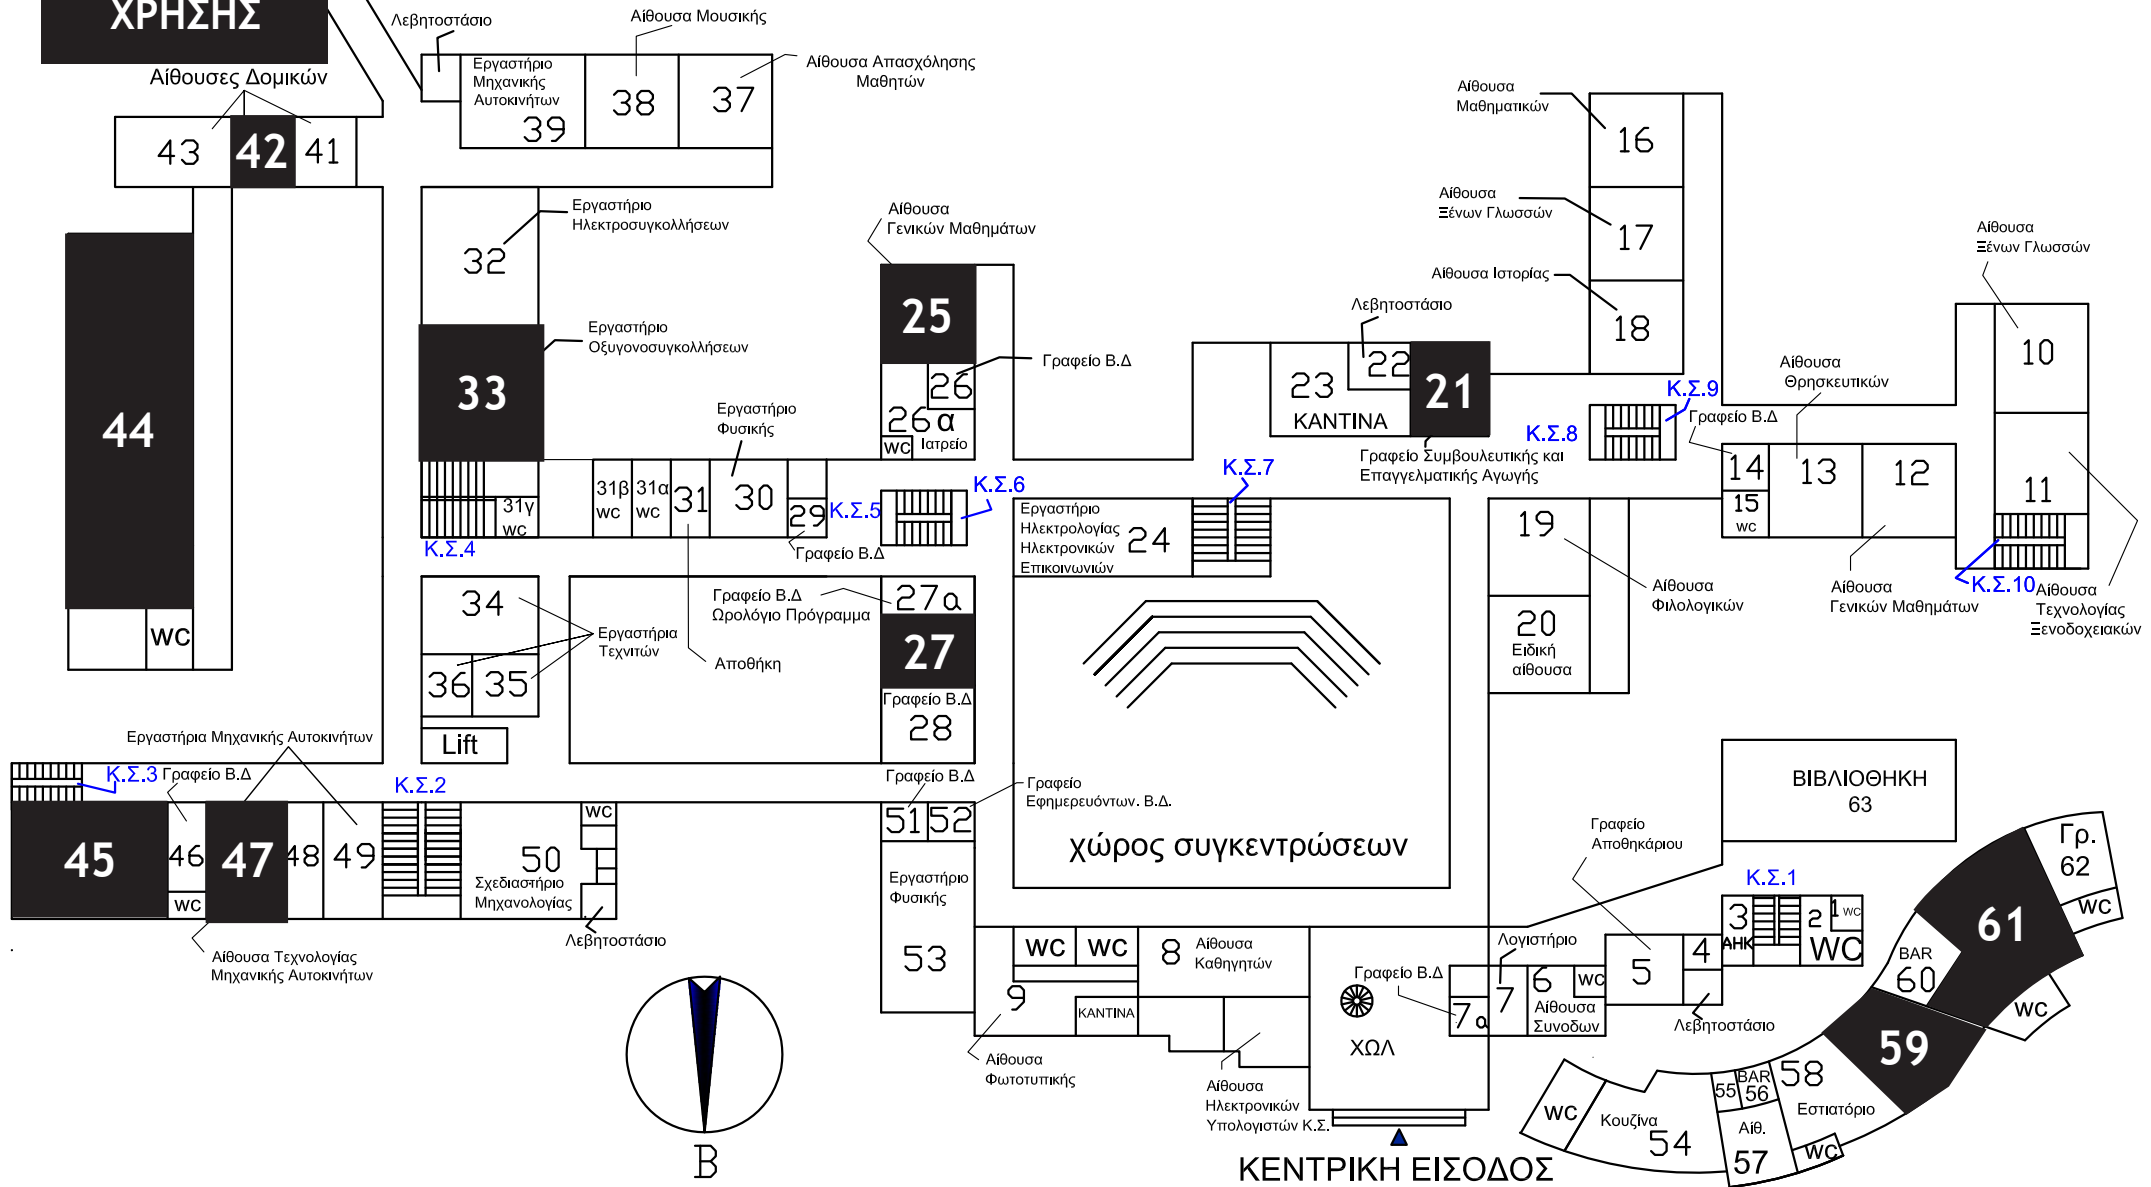 ΧΡΗΣΗΣ
Αίθουσες Δομικών
43
42
41
44
WC
Λεβητοστάσιο
Αίθουσα Μουσικής
Αίθουσα Απασχόλησης
Μαθητών
Εργαστήριο
Μηχανικής
Αυτοκινήτων
39
38
37
Εργαστήριο
Ηλεκτροσυγκολλήσεων
32
33
Εργαστήριο
Οξυγονοσυγκολλήσεων
Εργαστήριο
Φυσικής
31γ
wc
31β
wc
31α
wc
31
30
29
Κ.Σ.4
Κ.Σ.5
Κ.Σ.6
Γραφείο Β.Δ
Αίθουσα
Γενικών Μαθημάτων
25
26
Γραφείο Β.Δ
26 α
Ιατρείο
wc
34
36
35
Εργαστήρια
Τεχνιτών
Lift
Γραφείο Β.Δ
Ωρολόγιο Πρόγραμμα
Αποθήκη
27α
27
Γραφείο Β.Δ
28
Εργαστήριο
Ηλεκτρολογίας
Ηλεκτρονικών
Επικοινωνιών
24
Κ.Σ.7
Λεβητοστάσιο
23
22
21
ΚΑΝΤΙΝΑ
Γραφείο Συμβουλευτικής και
Επαγγελματικής Αγωγής
Αίθουσα
Μαθηματικών
16
Αίθουσα
Ξένων Γλωσσών
17
Αίθουσα Ιστορίας
18
Κ.Σ.8
Κ.Σ.9
Γραφείο Β.Δ
Αίθουσα
Θρησκευτικών
14
15
wc
13
12
Αίθουσα
Ξένων Γλωσσών
10
11
Κ.Σ.10
Αίθουσα
Γενικών Μαθημάτων
Αίθουσα
Τεχνολογίας
Ξενοδοχειακών
19
Αίθουσα
Φιλολογικών
20
Ειδική
αίθουσα
Εργαστήρια Μηχανικής Αυτοκινήτων
Κ.Σ.3
Γραφείο Β.Δ
Κ.Σ.2
45
46
wc
47
48
49
50
Σχεδιαστήριο
Μηχανολογίας
wc
Λεβητοστάσιο
Αίθουσα Τεχνολογίας
Μηχανικής Αυτοκινήτων
Γραφείο Β.Δ
Γραφείο
Εφημερευόντων. Β.Δ.
51
52
Εργαστήριο
Φυσικής
53
χώρος συγκεντρώσεων
wc
wc
8
Αίθουσα
Καθηγητών
9
ΚΑΝΤΙΝΑ
Αίθουσα
Φωτοτυπικής
Αίθουσα
Ηλεκτρονικών
Υπολογιστών Κ.Σ.
ΧΩΛ
Γραφείο Β.Δ
7α
Λογιστήριο
7
6
wc
Αίθουσα
Συνοδων
Γραφείο
Αποθηκάριου
5
4
Λεβητοστάσιο
Κ.Σ.1
3
ΑΗΚ
2
1 WC
WC
ΒΙΒΛΙΟΘΗΚΗ
63
Γρ.
62
WC
61
BAR
60
WC
59
58
Εστιατόριο
55
BAR
56
Αίθ.
57
WC
Κουζίνα
54
WC
Β
ΚΕΝΤΡΙΚΗ ΕΙΣΟΔΟΣ